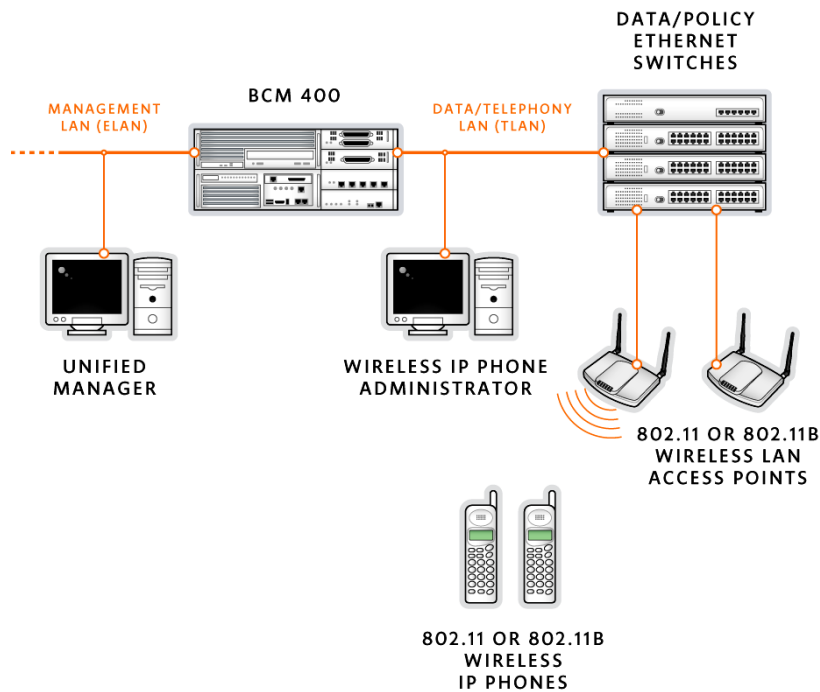 DATA/POLICY
ETHERNET
SWITCHES
BCM 400
MANAGEMENT
LAN (ELAN)
DATA/TELEPHONY
LAN (TLAN)
UNIFIED
MANAGER
WIRELESS IP PHONE
ADMINISTRATOR
802.11 OR 802.11B
WIRELESS LAN
ACCESS POINTS
802.11 OR 802.11B
WIRELESS
IP PHONES